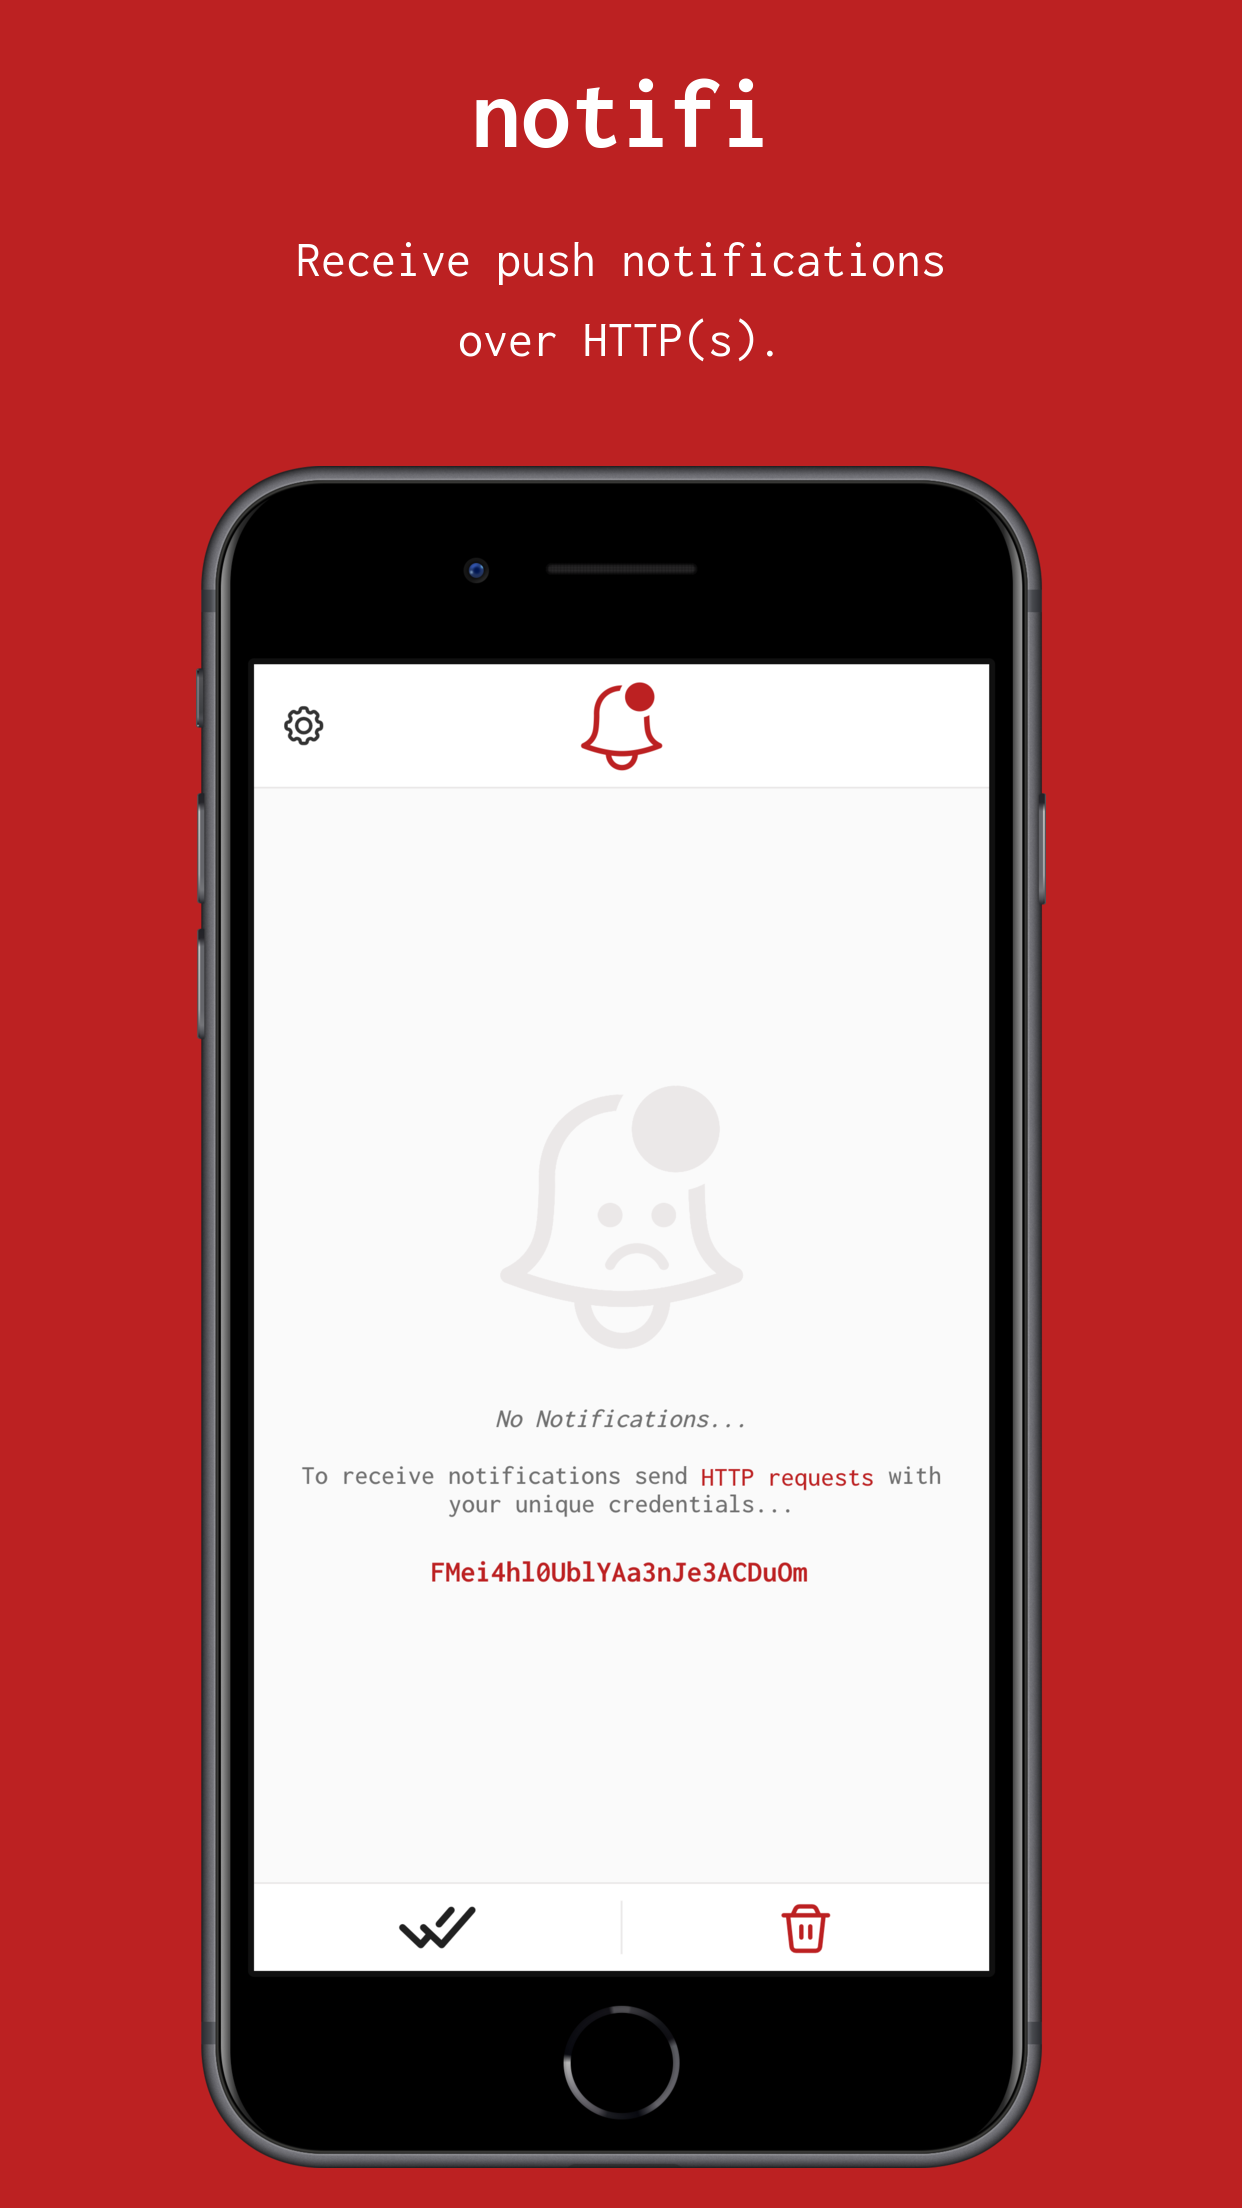 notifi
Receive push notifications
over HTTP(s).
No Notifications...
To receive notifications send HTTP requests with
your unique credentials...
FMei4hl0UblYAa3nJe3ACDuOm